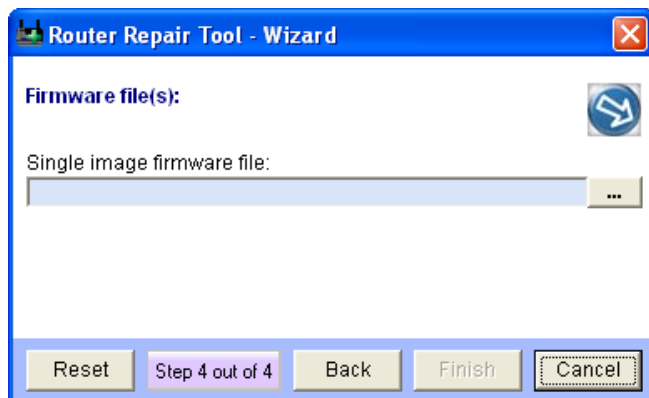 Router Repair Tool - Wizard
Firmware file(s):
Single image firmware file:
...
Reset Step 4 out of 4 Back Finish Cancel